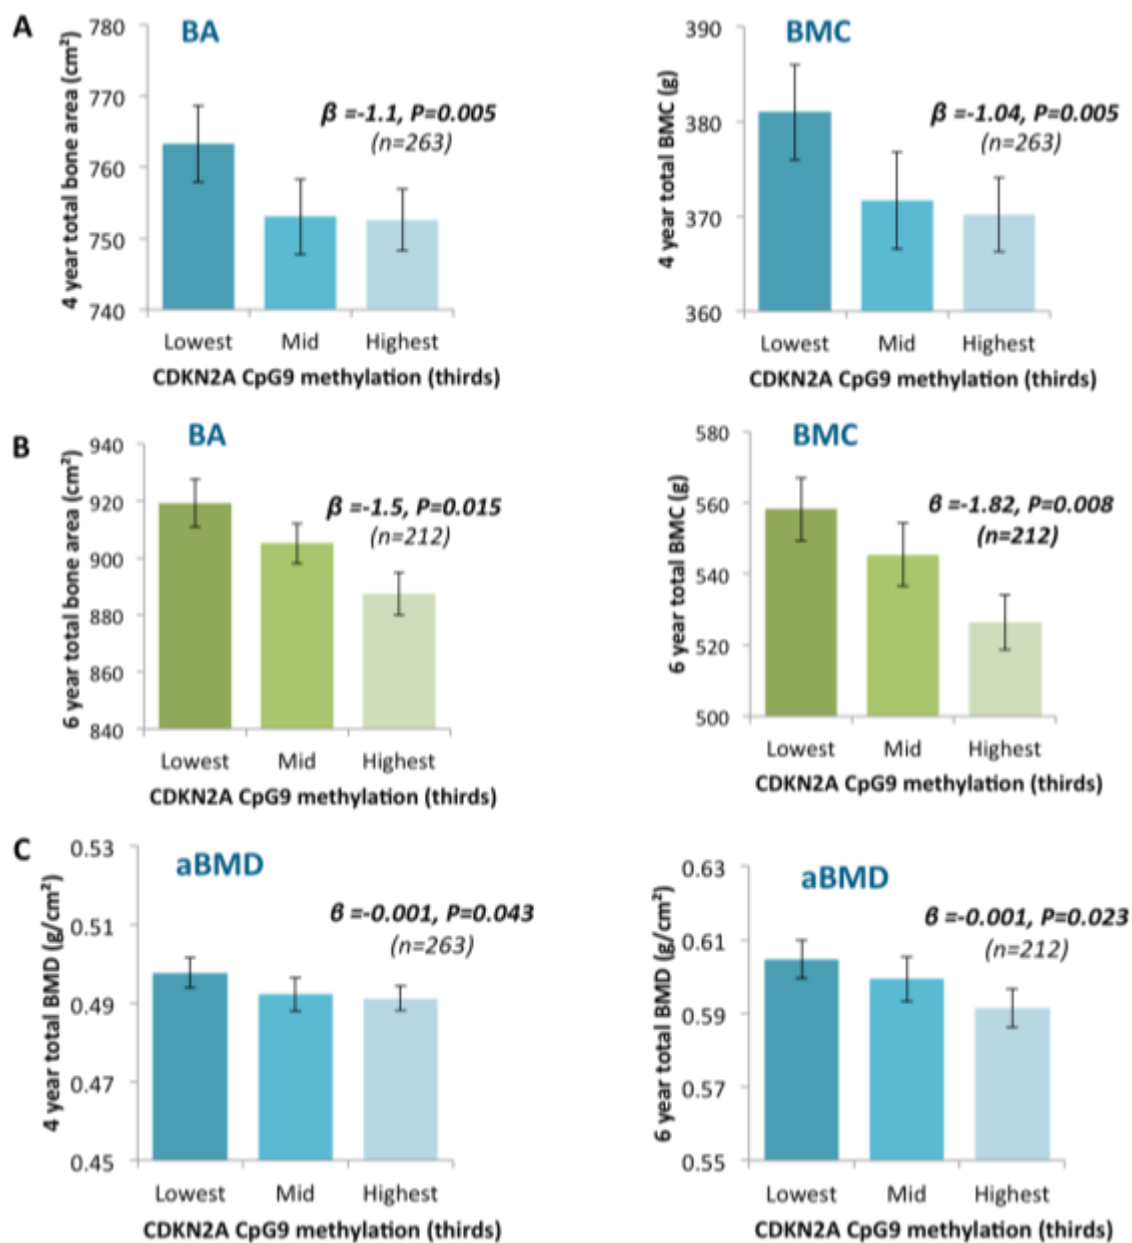 A
BA
4 year total bone area (cm²)
780
770
760
750
740
β =-1.1, P=0.005
(n=263)
Lowest Mid Highest
CDKN2A CpG9 methylation (thirds)
BMC
4 year total BMC (g)
390
380
370
360
β =-1.04, P=0.005
(n=263)
Lowest Mid Highest
CDKN2A CpG9 methylation (thirds)
B
BA
6 year total bone area (cm²)
940
920
900
880
860
840
β =-1.5, P=0.015
(n=212)
Lowest Mid Highest
CDKN2A CpG9 methylation (thirds)
BMC
6 year total BMC (g)
580
560
540
520
500
β =-1.82, P=0.008
(n=212)
Lowest Mid Highest
CDKN2A CpG9 methylation (thirds)
C
aBMD
4 year total BMD (g/cm²)
0.53
0.51
0.49
0.47
0.45
β =-0.001, P=0.043
(n=263)
Lowest Mid Highest
CDKN2A CpG9 methylation (thirds)
aBMD
6 year total BMD (g/cm²)
0.63
0.61
0.59
0.57
0.55
β =-0.001, P=0.023
(n=212)
Lowest Mid Highest
CDKN2A CpG9 methylation (thirds)